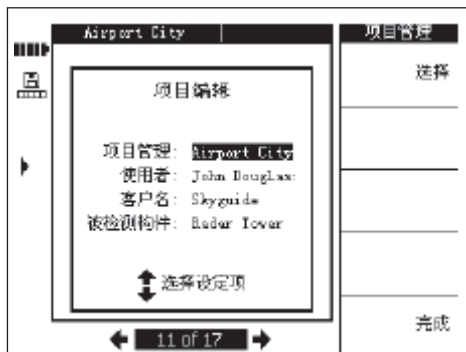 Airport City
项目管理
选择
项目编辑
项目管理: Airport City
使用者: John Douglas
客户名: Skyguide
被检测构件: Radar Tower
选择设定项
完成
11 of 17